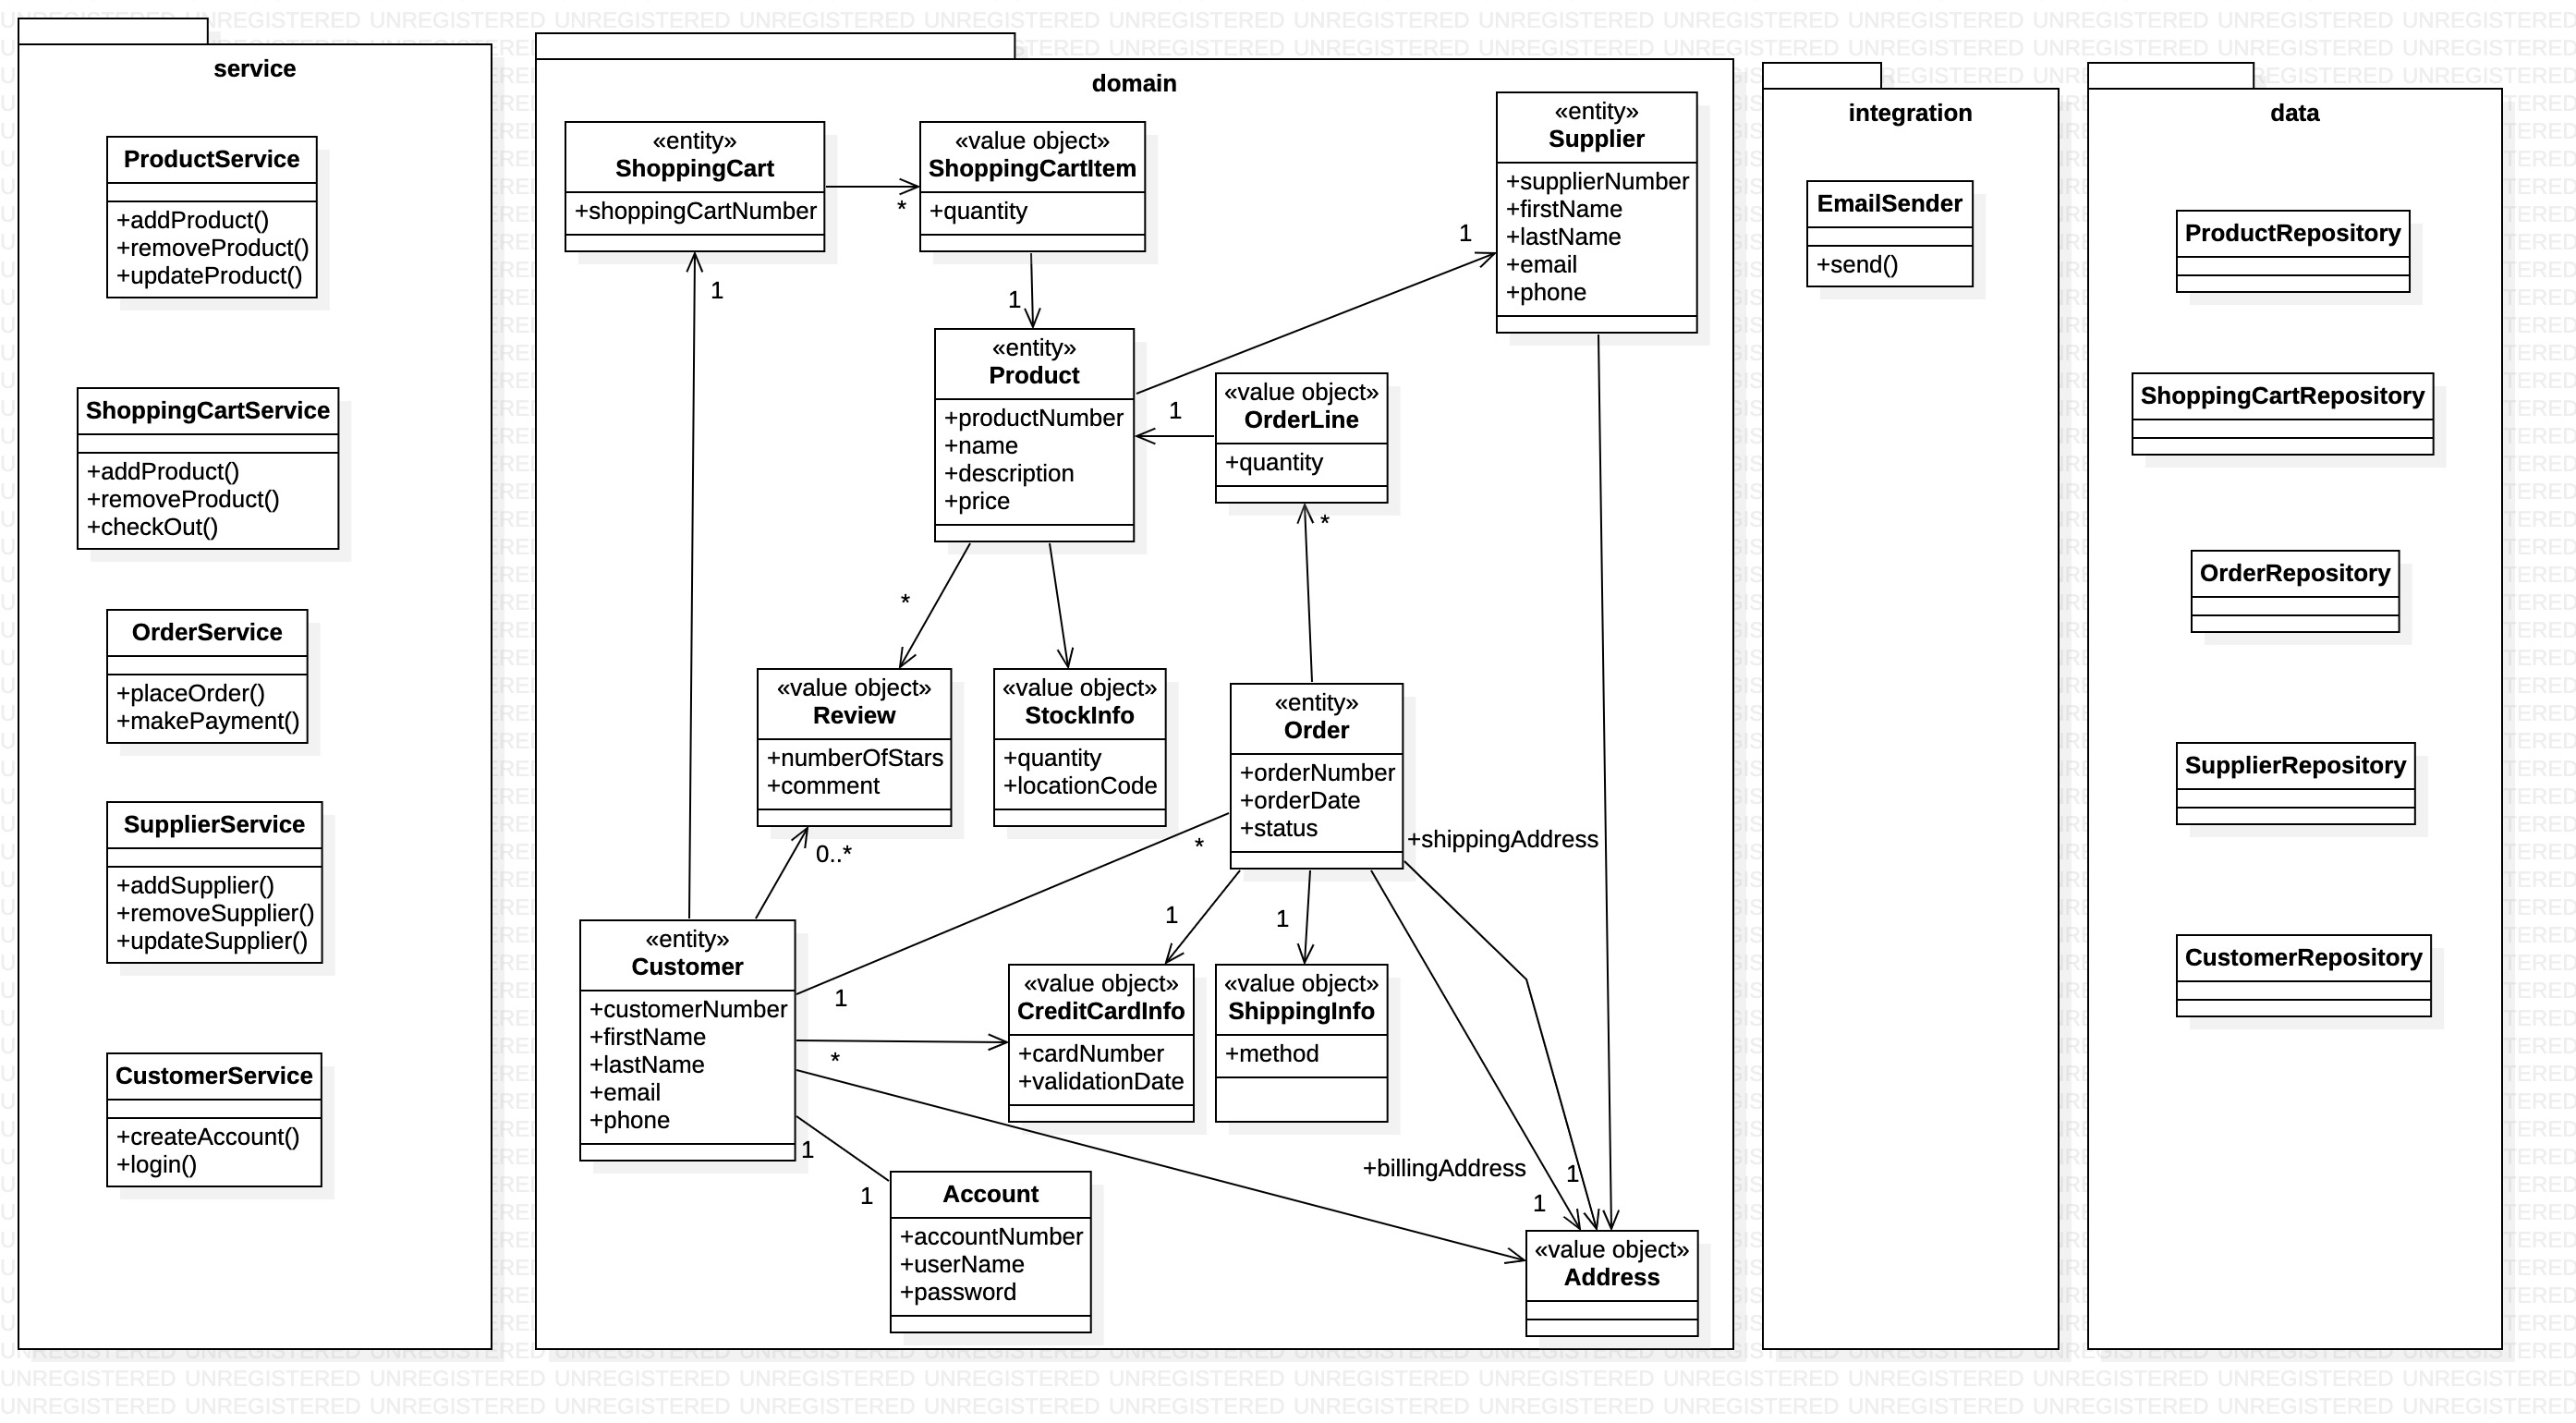 service
ProductService
+addProduct()
+removeProduct()
+updateProduct()
ShoppingCartService
+addProduct()
+removeProduct()
+checkOut()
OrderService
+placeOrder()
+makePayment()
SupplierService
+addSupplier()
+removeSupplier()
+updateSupplier()
CustomerService
+createAccount()
+login()
domain
«entity»
ShoppingCart
+shoppingCartNumber
*
«value object»
ShoppingCartItem
+quantity
«entity»
Supplier
+supplierNumber
+firstName
+lastName
+email
+phone
1
1
1
«entity»
Product
+productNumber
+name
+description
+price
1
«value object»
OrderLine
+quantity
*
*
«value object»
Review
+numberOfStars
+comment
0..*
«value object»
StockInfo
+quantity
+locationCode
«entity»
Order
+orderNumber
+orderDate
+status
*
+shippingAddress
1
1
«entity»
Customer
+customerNumber
+firstName
+lastName
+email
+phone
1
*
«value object»
CreditCardInfo
+cardNumber
+validationDate
«value object»
ShippingInfo
+method
1
1
Account
+accountNumber
+userName
+password
+billingAddress
1
1
«value object»
Address
integration
EmailSender
+send()
data
ProductRepository
ShoppingCartRepository
OrderRepository
SupplierRepository
CustomerRepository
UNREGISTERED UNREGISTERED UNREGISTERED UNREGISTERED UNREGISTERED UNREGISTERED UNREGISTERED UNREGISTERED UNREGISTERED UNREGISTERED UNREGISTERED UNREGISTERED UNREGISTERED UNREGISTERED